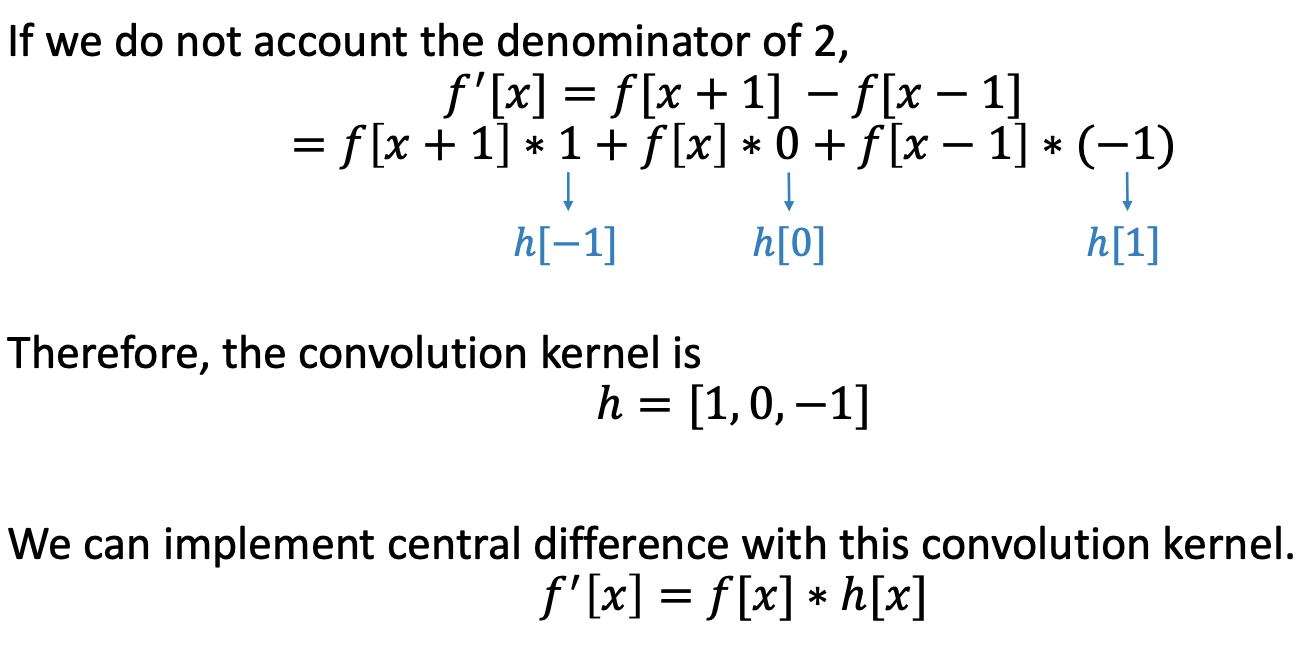 If we do not account the denominator of 2,
f′[x] = f[x + 1] − f[x − 1]
= f[x + 1] ∗ 1 + f[x] ∗ 0 + f[x − 1] ∗ (−1)
h[−1] h[0] h[1]
Therefore, the convolution kernel is
h = [1, 0, −1]
We can implement central difference with this convolution kernel.
f′[x] = f[x] ∗ h[x]